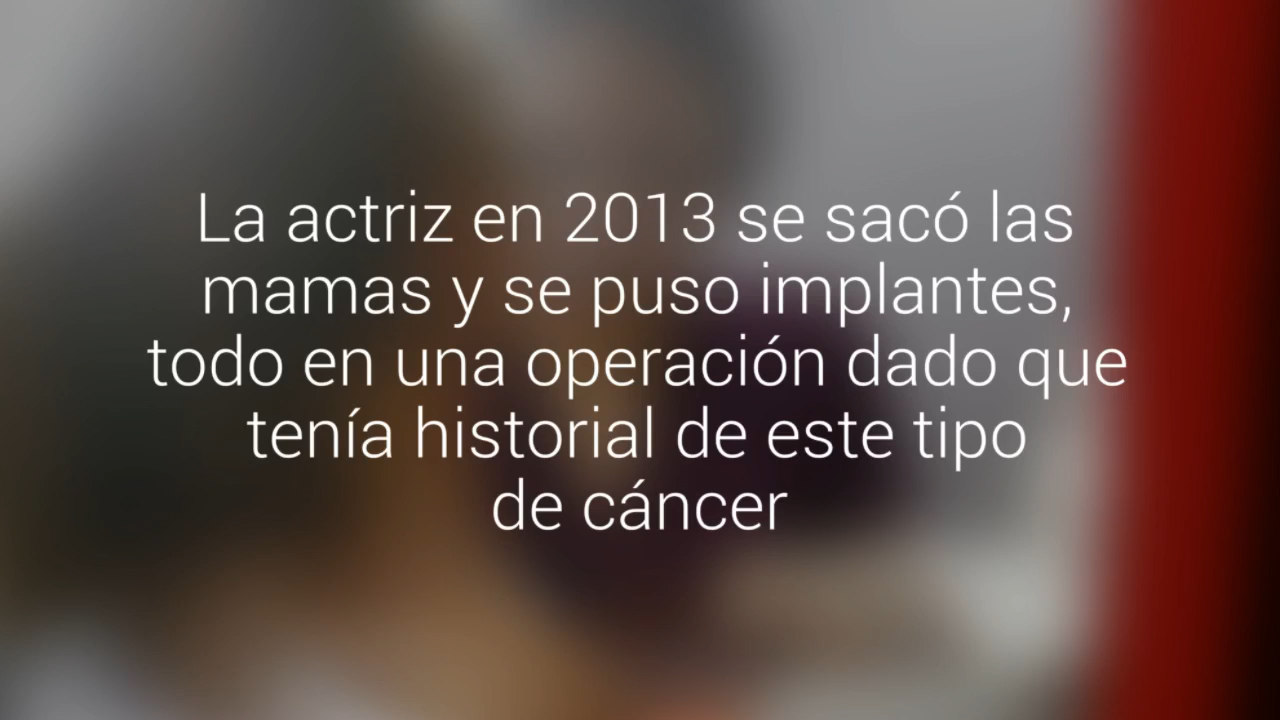 La actriz en 2013 se sacó las
mamas y se puso implantes,
todo en una operación dado que
tenía historial de este tipo
de cáncer